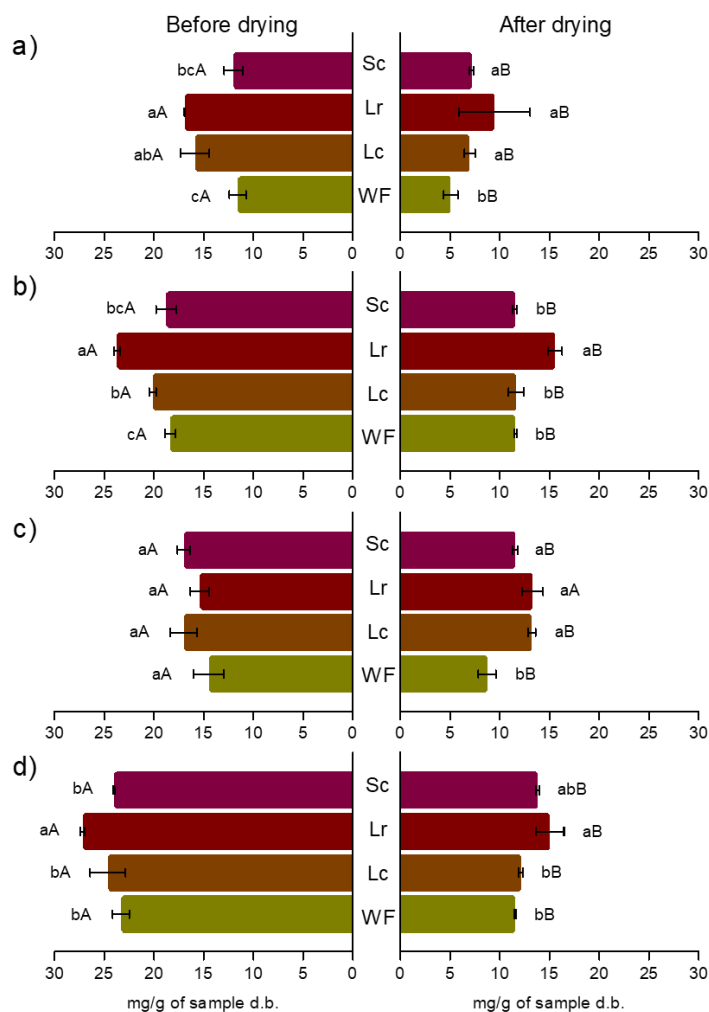 Before drying After drying
a)
bcA Sc aB
aA Lr aB
abA Lc aB
cA WF bB
30 25 20 15 10 5 0 0 5 10 15 20 25 30
b)
bcA Sc bB
aA Lr aB
bA Lc bB
cA WF bB
30 25 20 15 10 5 0 0 5 10 15 20 25 30
c)
aA Sc aB
aA Lr aA
aA Lc aB
aA WF bB
30 25 20 15 10 5 0 0 5 10 15 20 25 30
d)
bA Sc abB
aA Lr aB
bA Lc bB
bA WF bB
30 25 20 15 10 5 0 0 5 10 15 20 25 30
mg/g of sample d.b. mg/g of sample d.b.